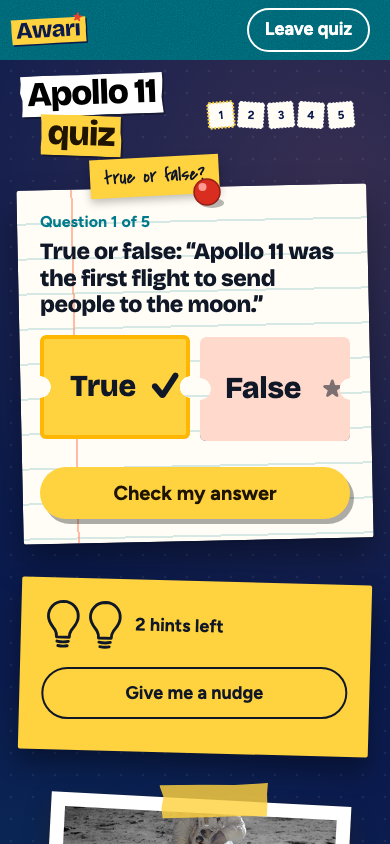 Awari
Leave quiz
Apollo 11
quiz
1 2 3 4 5
true or false?
Question 1 of 5
True or false: “Apollo 11 was
the first flight to send
people to the moon.”
True
False
Check my answer
2 hints left
Give me a nudge